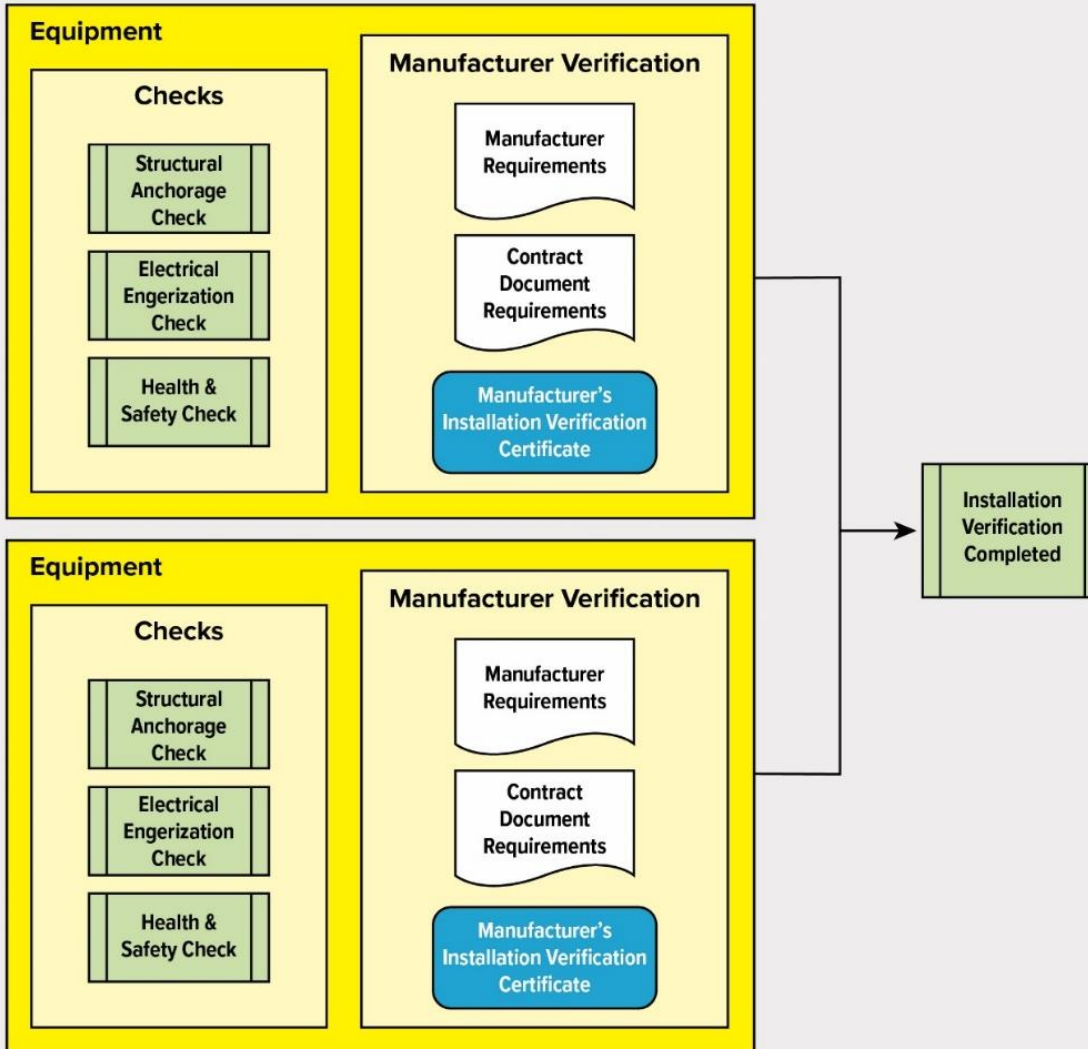 Equipment
Checks
Structural
Anchorage
Check
Electrical
Engerization
Check
Health &
Safety Check
Manufacturer Verification
Manufacturer
Requirements
Contract
Document
Requirements
Manufacturer's
Installation Verification
Certificate
Equipment
Checks
Structural
Anchorage
Check
Electrical
Engerization
Check
Health &
Safety Check
Manufacturer Verification
Manufacturer
Requirements
Contract
Document
Requirements
Manufacturer's
Installation Verification
Certificate
Installation
Verification
Completed